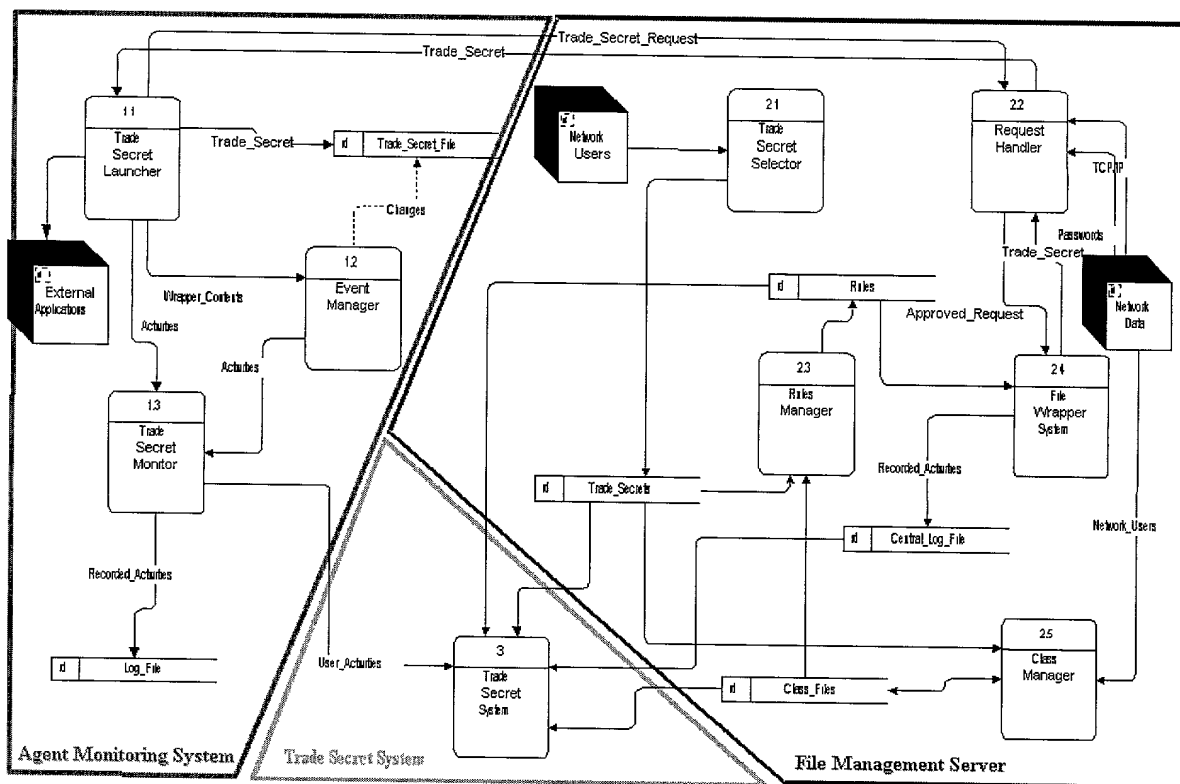 Trade_Secret_Request
Trade_Secret
1.1
Trade
Secret
Launcher
Trade_Secret
id Trade_Secret_File
Network
Users
2.1
Trade
Secret
Selector
2.2
Request
Handler
TCP/IP
Changes
Passwords
Trade_Secret
External
Applications
Wrapper_Contents
1.2
Event
Manager
id Rules
Approved_Request
Network
Data
Activities
Activities
2.3
Rules
Manager
2.4
File
Wrapper
System
1.3
Trade
Secret
Monitor
Recorded_Activities
id Trade_Secrets
Network_Users
id Central_Log_File
Recorded_Activities
id Log_File
User_Activities
3
Trade
Secret
System
id Class_Files
2.5
Class
Manager
Agent Monitoring System
Trade Secret System
File Management Server